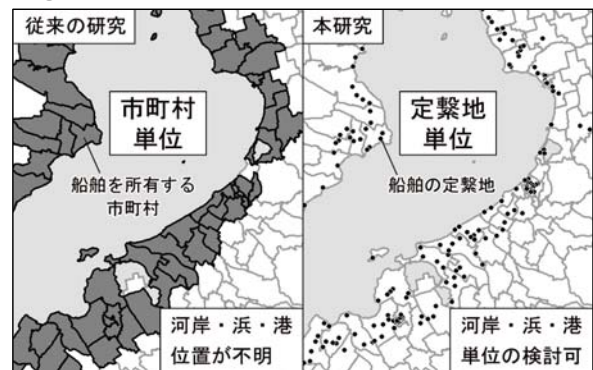 従来の研究
市町村
単位
船舶を所有する
市町村
河岸・浜・港
位置が不明
本研究
定繋地
単位
船舶の定繋地
河岸・浜・港
単位の検討可